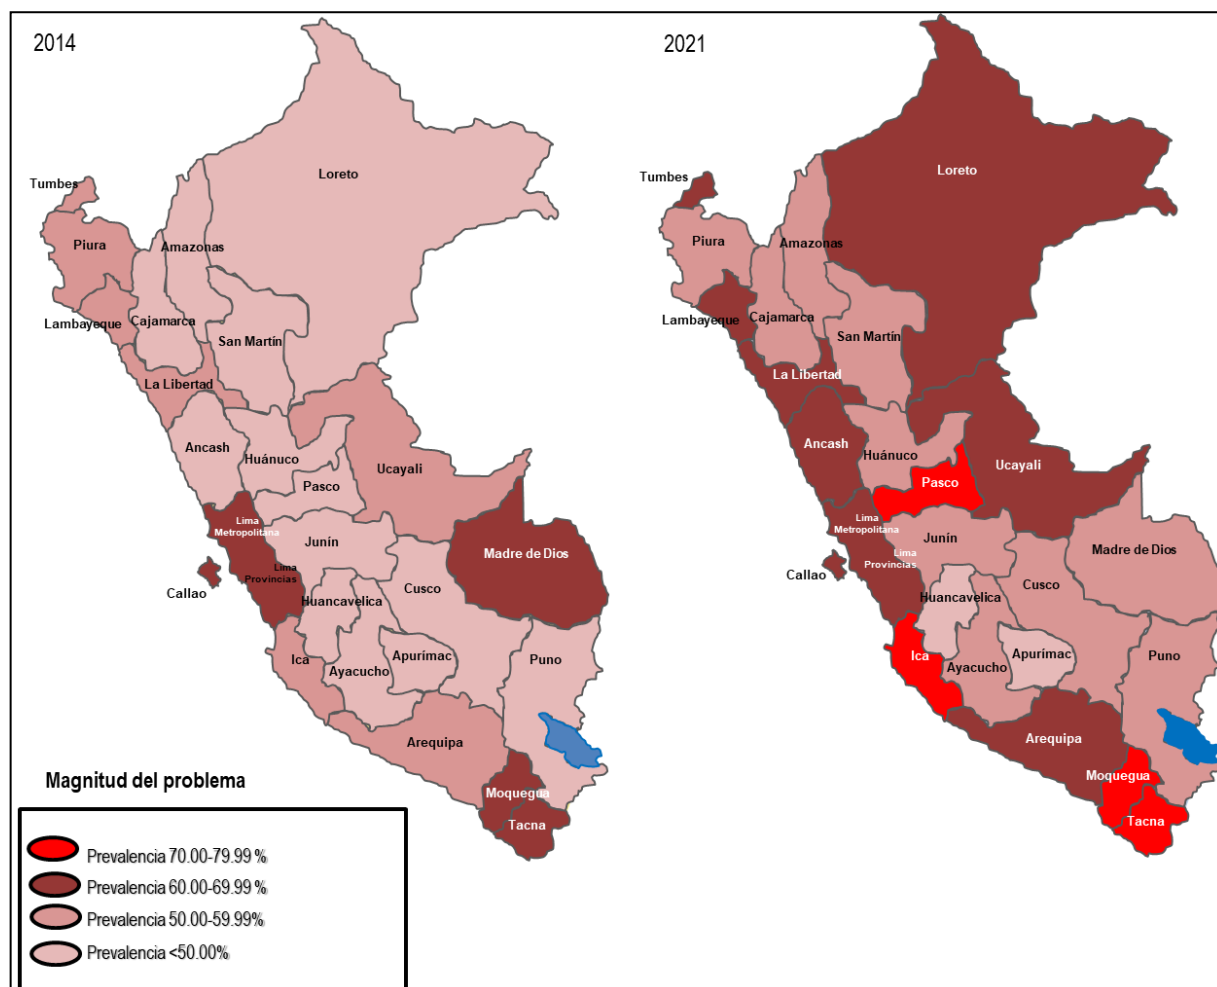 2014
Loreto
Tumbes
Piura
Amazonas
Lambayeque
Cajamarca
San Martín
La Libertad
Ancash
Huánuco
Ucayali
Pasco
Lima
Metropolitana
Junín
Madre de Dios
Lima
Provincias
Callao
Cusco
Huancavelica
Ica
Ayacucho
Apurímac
Puno
Arequipa
Moquegua
Tacna
Magnitud del problema
Prevalencia 70.00-79.99 %
Prevalencia 60.00-69.99 %
Prevalencia 50.00-59.99%
Prevalencia <50.00%
2021
Loreto
Tumbes
Piura
Amazonas
Lambayeque
Cajamarca
San Martín
La Libertad
Ancash
Huánuco
Ucayali
Pasco
Lima
Metropolitana
Junín
Madre de Dios
Lima
Provincias
Callao
Cusco
Huancavelica
Ica
Ayacucho
Apurímac
Puno
Arequipa
Moquegua
Tacna